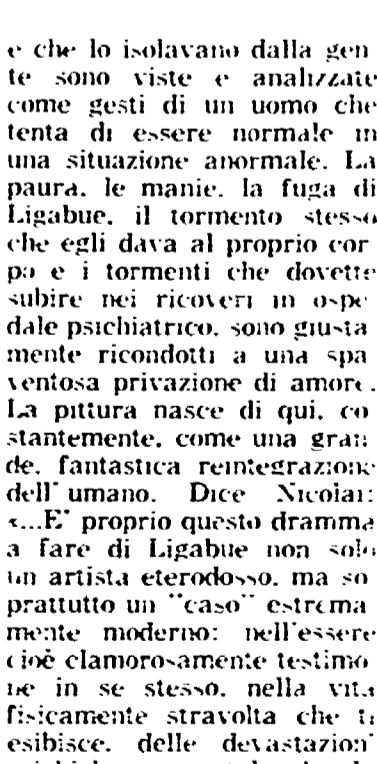 e che lo isolavano dalla gen
te sono viste e analizzate
come gesti di un uomo che
tenta di essere normale in
una situazione anormale. La
paura, le manie, la fuga di
Ligabue, il tormento stesso
che egli dava al proprio cor
po e i tormenti che dovette
subire nei ricoveri in ospe
dale psichiatrico, sono giusta
mente ricondotti a una spa
ventosa privazione di amore.
La pittura nasce di qui, co
stantemente, come una gran
de, fantastica reintegrazione
dell'umano. Dice Nicolai:
«...E' proprio questo dramma
a fare di Ligabue non solo
un artista eterodosso, ma so
prattutto un "caso" estrema
mente moderno: nell'essere
cioè clamorosamente testimo
ne in se stesso, nella vita
fisicamente stravolta che ti
esibisce, delle devastazion